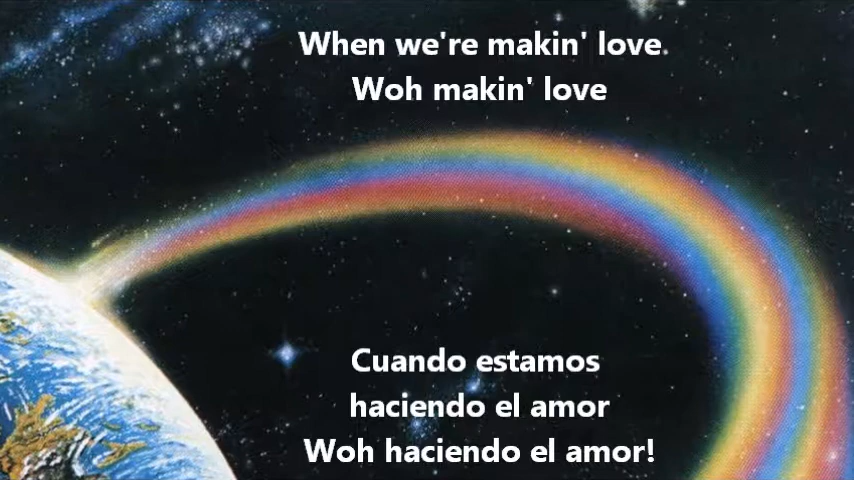 When we're makin' love.
Woh makin' love
Cuando estamos
haciendo el amor
Woh haciendo el amor!